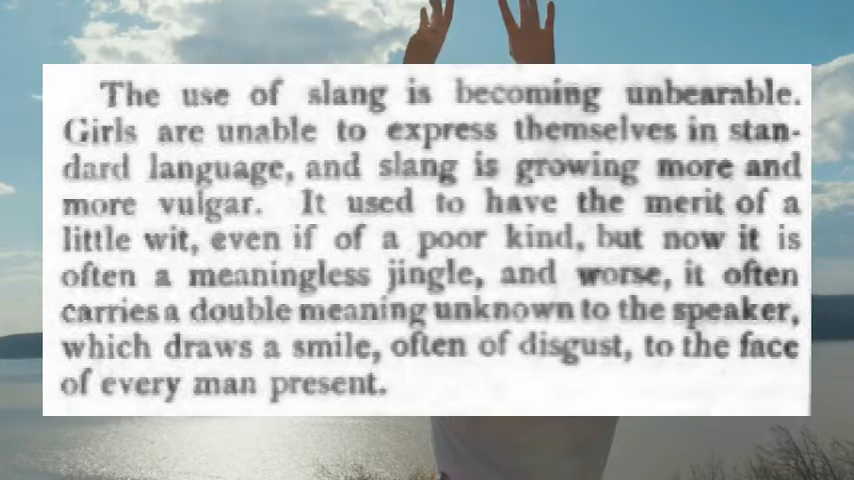 The use of slang is becoming unbearable.
Girls are unable to express themselves in stan-
dard language, and slang is growing more and
more vulgar. It used to have the merit of a
little wit, even if of a poor kind, but now it is
often a meaningless jingle, and worse, it often
carries a double meaning unknown to the speaker,
which draws a smile, often of disgust, to the face
of every man present.